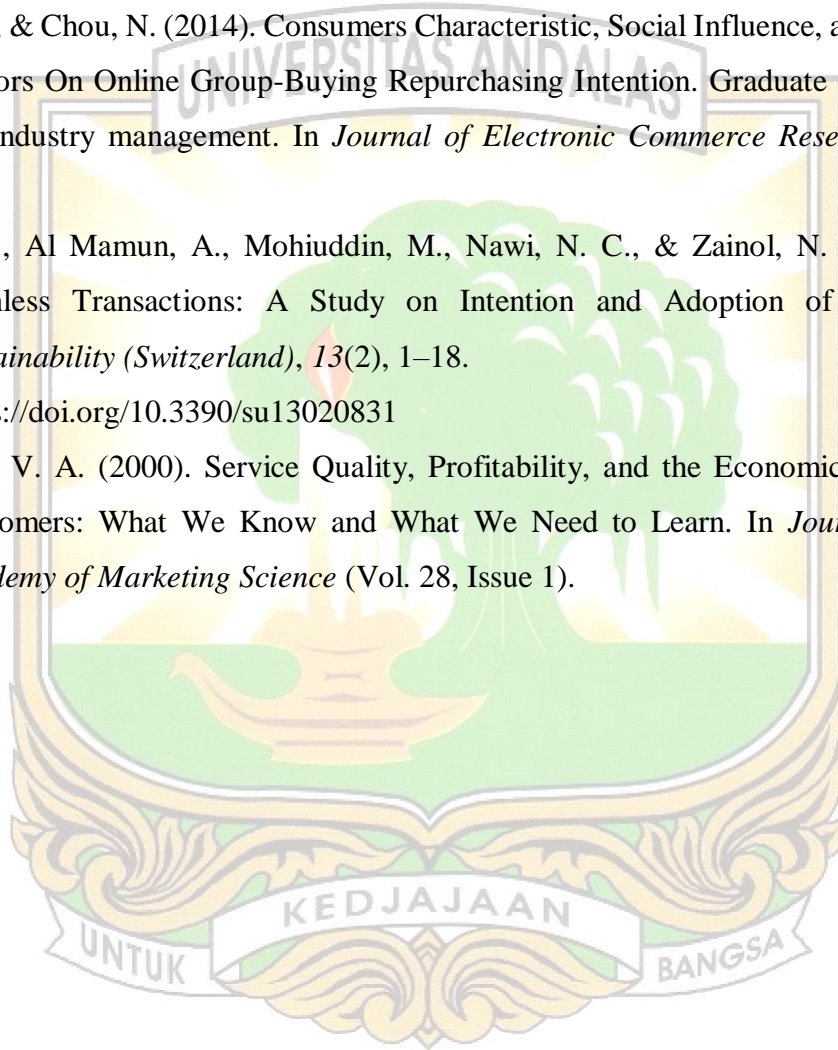 , & Chou, N. (2014). Consumers Characteristic, Social Influence, a
ors On Online Group-Buying Repurchasing Intention. Graduate
ndustry management. In Journal of Electronic Commerce Rese
., Al Mamun, A., Mohiuddin, M., Nawi, N. C., & Zainol, N.
less Transactions: A Study on Intention and Adoption of
ainability (Switzerland), 13(2), 1–18.
s://doi.org/10.3390/su13020831
V. A. (2000). Service Quality, Profitability, and the Economic
omers: What We Know and What We Need to Learn. In Jour
lemy of Marketing Science (Vol. 28, Issue 1).
UNIVERSITAS ANDALAS
KEDJAJAAN
UNTUK
BANGSA